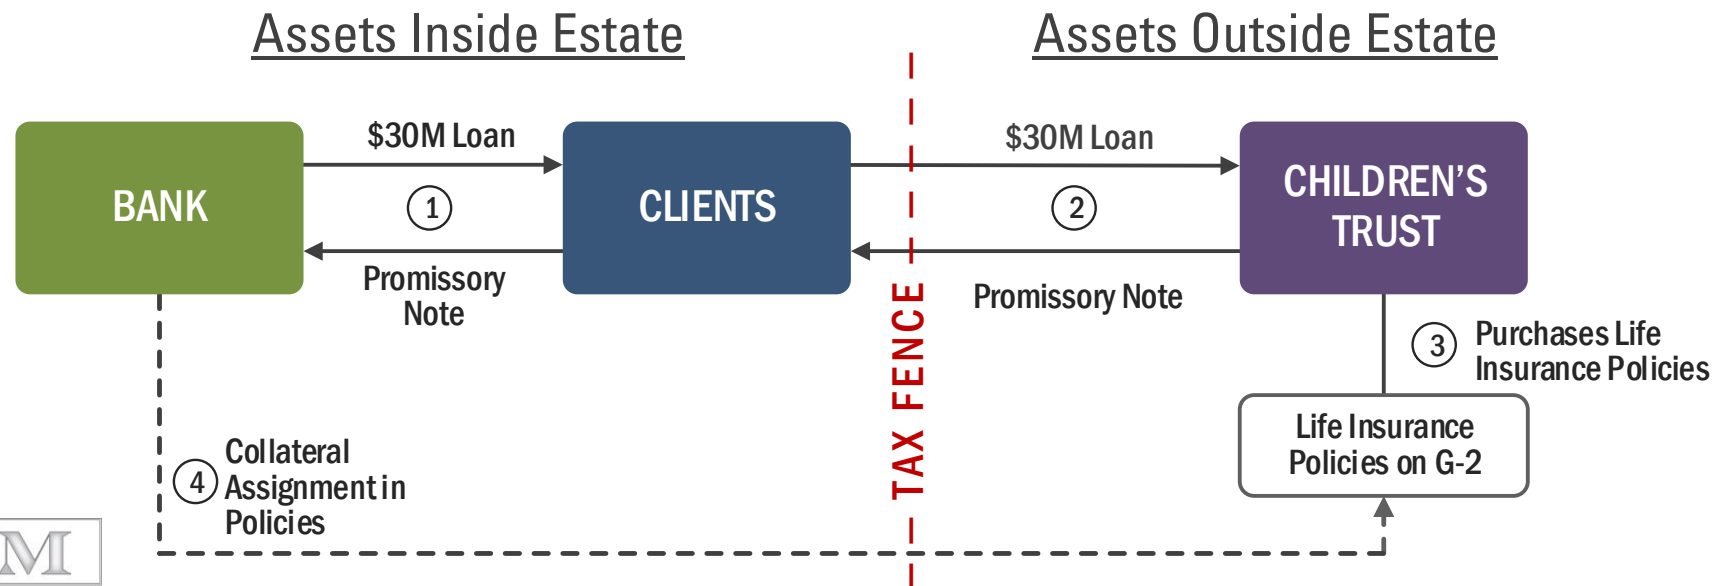 Assets Inside Estate
Assets Outside Estate
BANK
$30M Loan
1
Promissory
Note
CLIENTS
$30M Loan
2
Promissory Note
CHILDREN'S
TRUST
TAX FENCE
3
Purchases Life
Insurance Policies
Life Insurance
Policies on G-2
4
Collateral
Assignment in
Policies
M